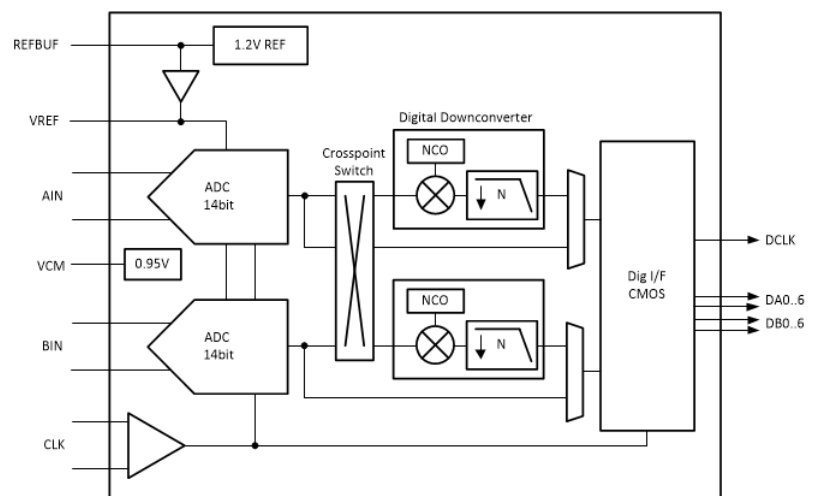 REFBUF
1.2V REF
VREF
Digital Downconverter
Crosspoint
Switch
NCO
N
AIN
ADC
14bit
DCLK
VCM
0.95V
Dig I/F
CMOS
NCO
N
DA0..6
DB0..6
BIN
ADC
14bit
CLK